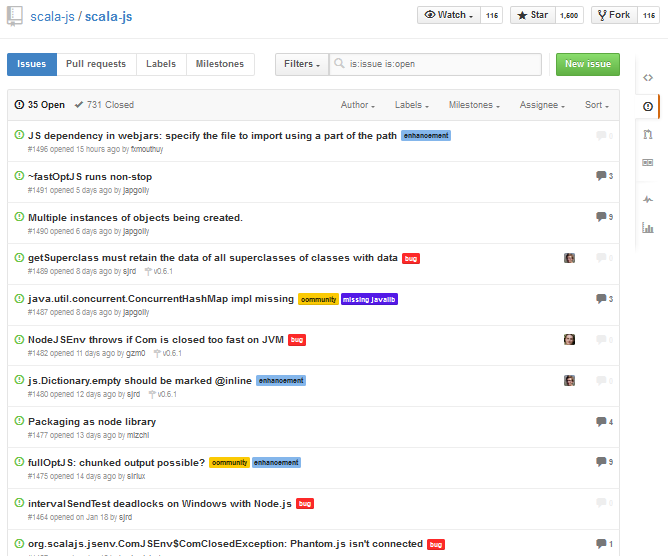 scala-js / scala-js
Watch 115 Star 1,500 Fork 115
Issues Pull requests Labels Milestones Filters is:issue is:open New issue
35 Open 731 Closed Author Labels Milestones Assignee Sort
JS dependency in webjars: specify the file to import using a part of the path enhancement
#1496 opened 15 hours ago by fxmouthuy
~fastOptJS runs non-stop 3
#1491 opened 5 days ago by japgolly
Multiple instances of objects being created. 9
#1490 opened 6 days ago by japgolly
getSuperclass must retain the data of all superclasses of classes with data bug 0
#1489 opened 8 days ago by sjrd v0.6.1
java.util.concurrent.ConcurrentHashMap impl missing community missing javalib 3
#1487 opened 8 days ago by japgolly
NodeJSEnv throws if Com is closed too fast on JVM bug 0
#1482 opened 11 days ago by gzm0 v0.6.1
js.Dictionary.empty should be marked @inline enhancement 0
#1480 opened 12 days ago by sjrd v0.6.1
Packaging as node library 4
#1477 opened 13 days ago by mizchi
fullOptJS: chunked output possible? community enhancement 9
#1475 opened 14 days ago by sirlux
intervalSendTest deadlocks on Windows with Node.js bug 0
#1464 opened on Jan 18 by sjrd
org.scalajs.jsenv.ComJSEnv$ComClosedException: Phantom.js isn't connected bug 1